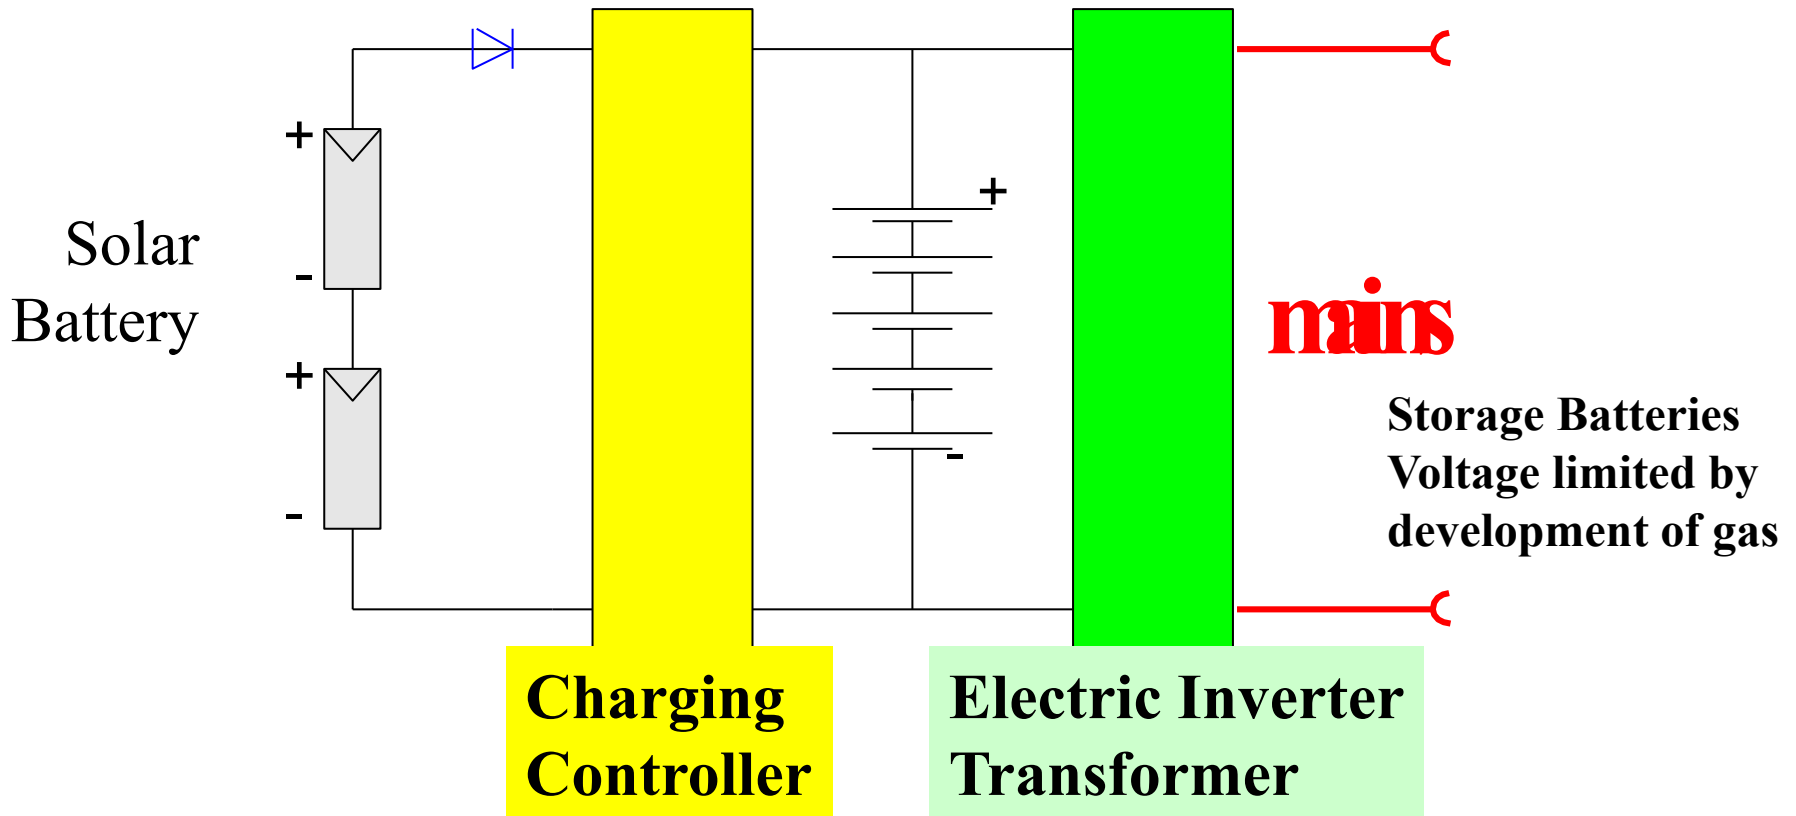 +
-
Solar
Battery
+
-
+
-
mains
Storage Batteries
Voltage limited by
development of gas
Charging
Controller
Electric Inverter
Transformer